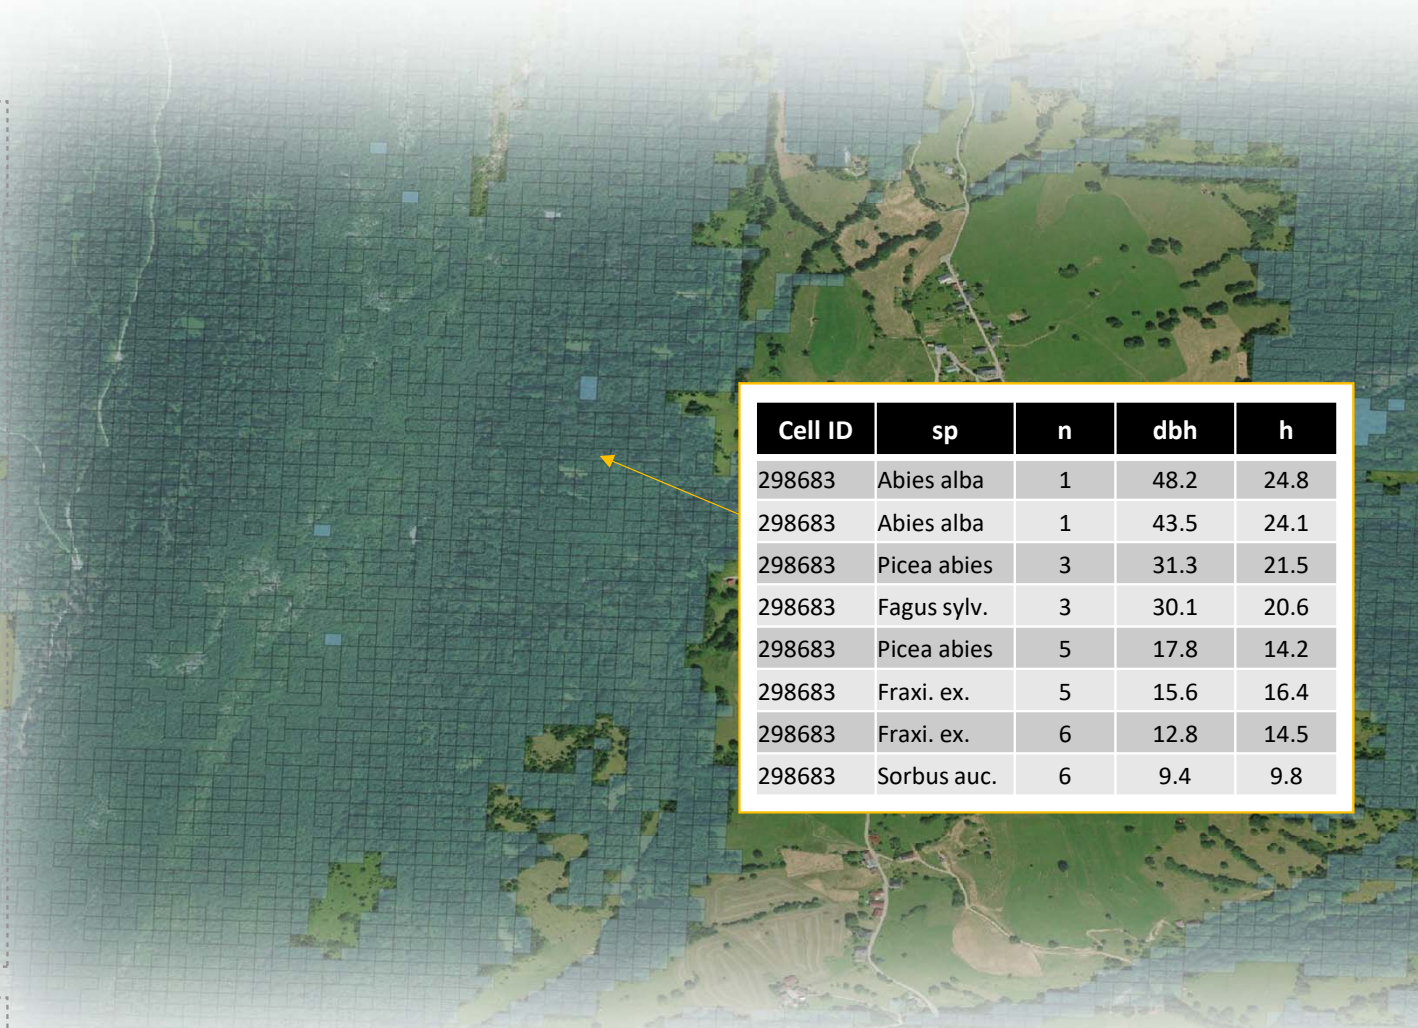 Cell ID sp n dbh h
298683 Abies alba 1 48.2 24.8
298683 Abies alba 1 43.5 24.1
298683 Picea abies 3 31.3 21.5
298683 Fagus sylv. 3 30.1 20.6
298683 Picea abies 5 17.8 14.2
298683 Fraxi. ex. 5 15.6 16.4
298683 Fraxi. ex. 6 12.8 14.5
298683 Sorbus auc. 6 9.4 9.8